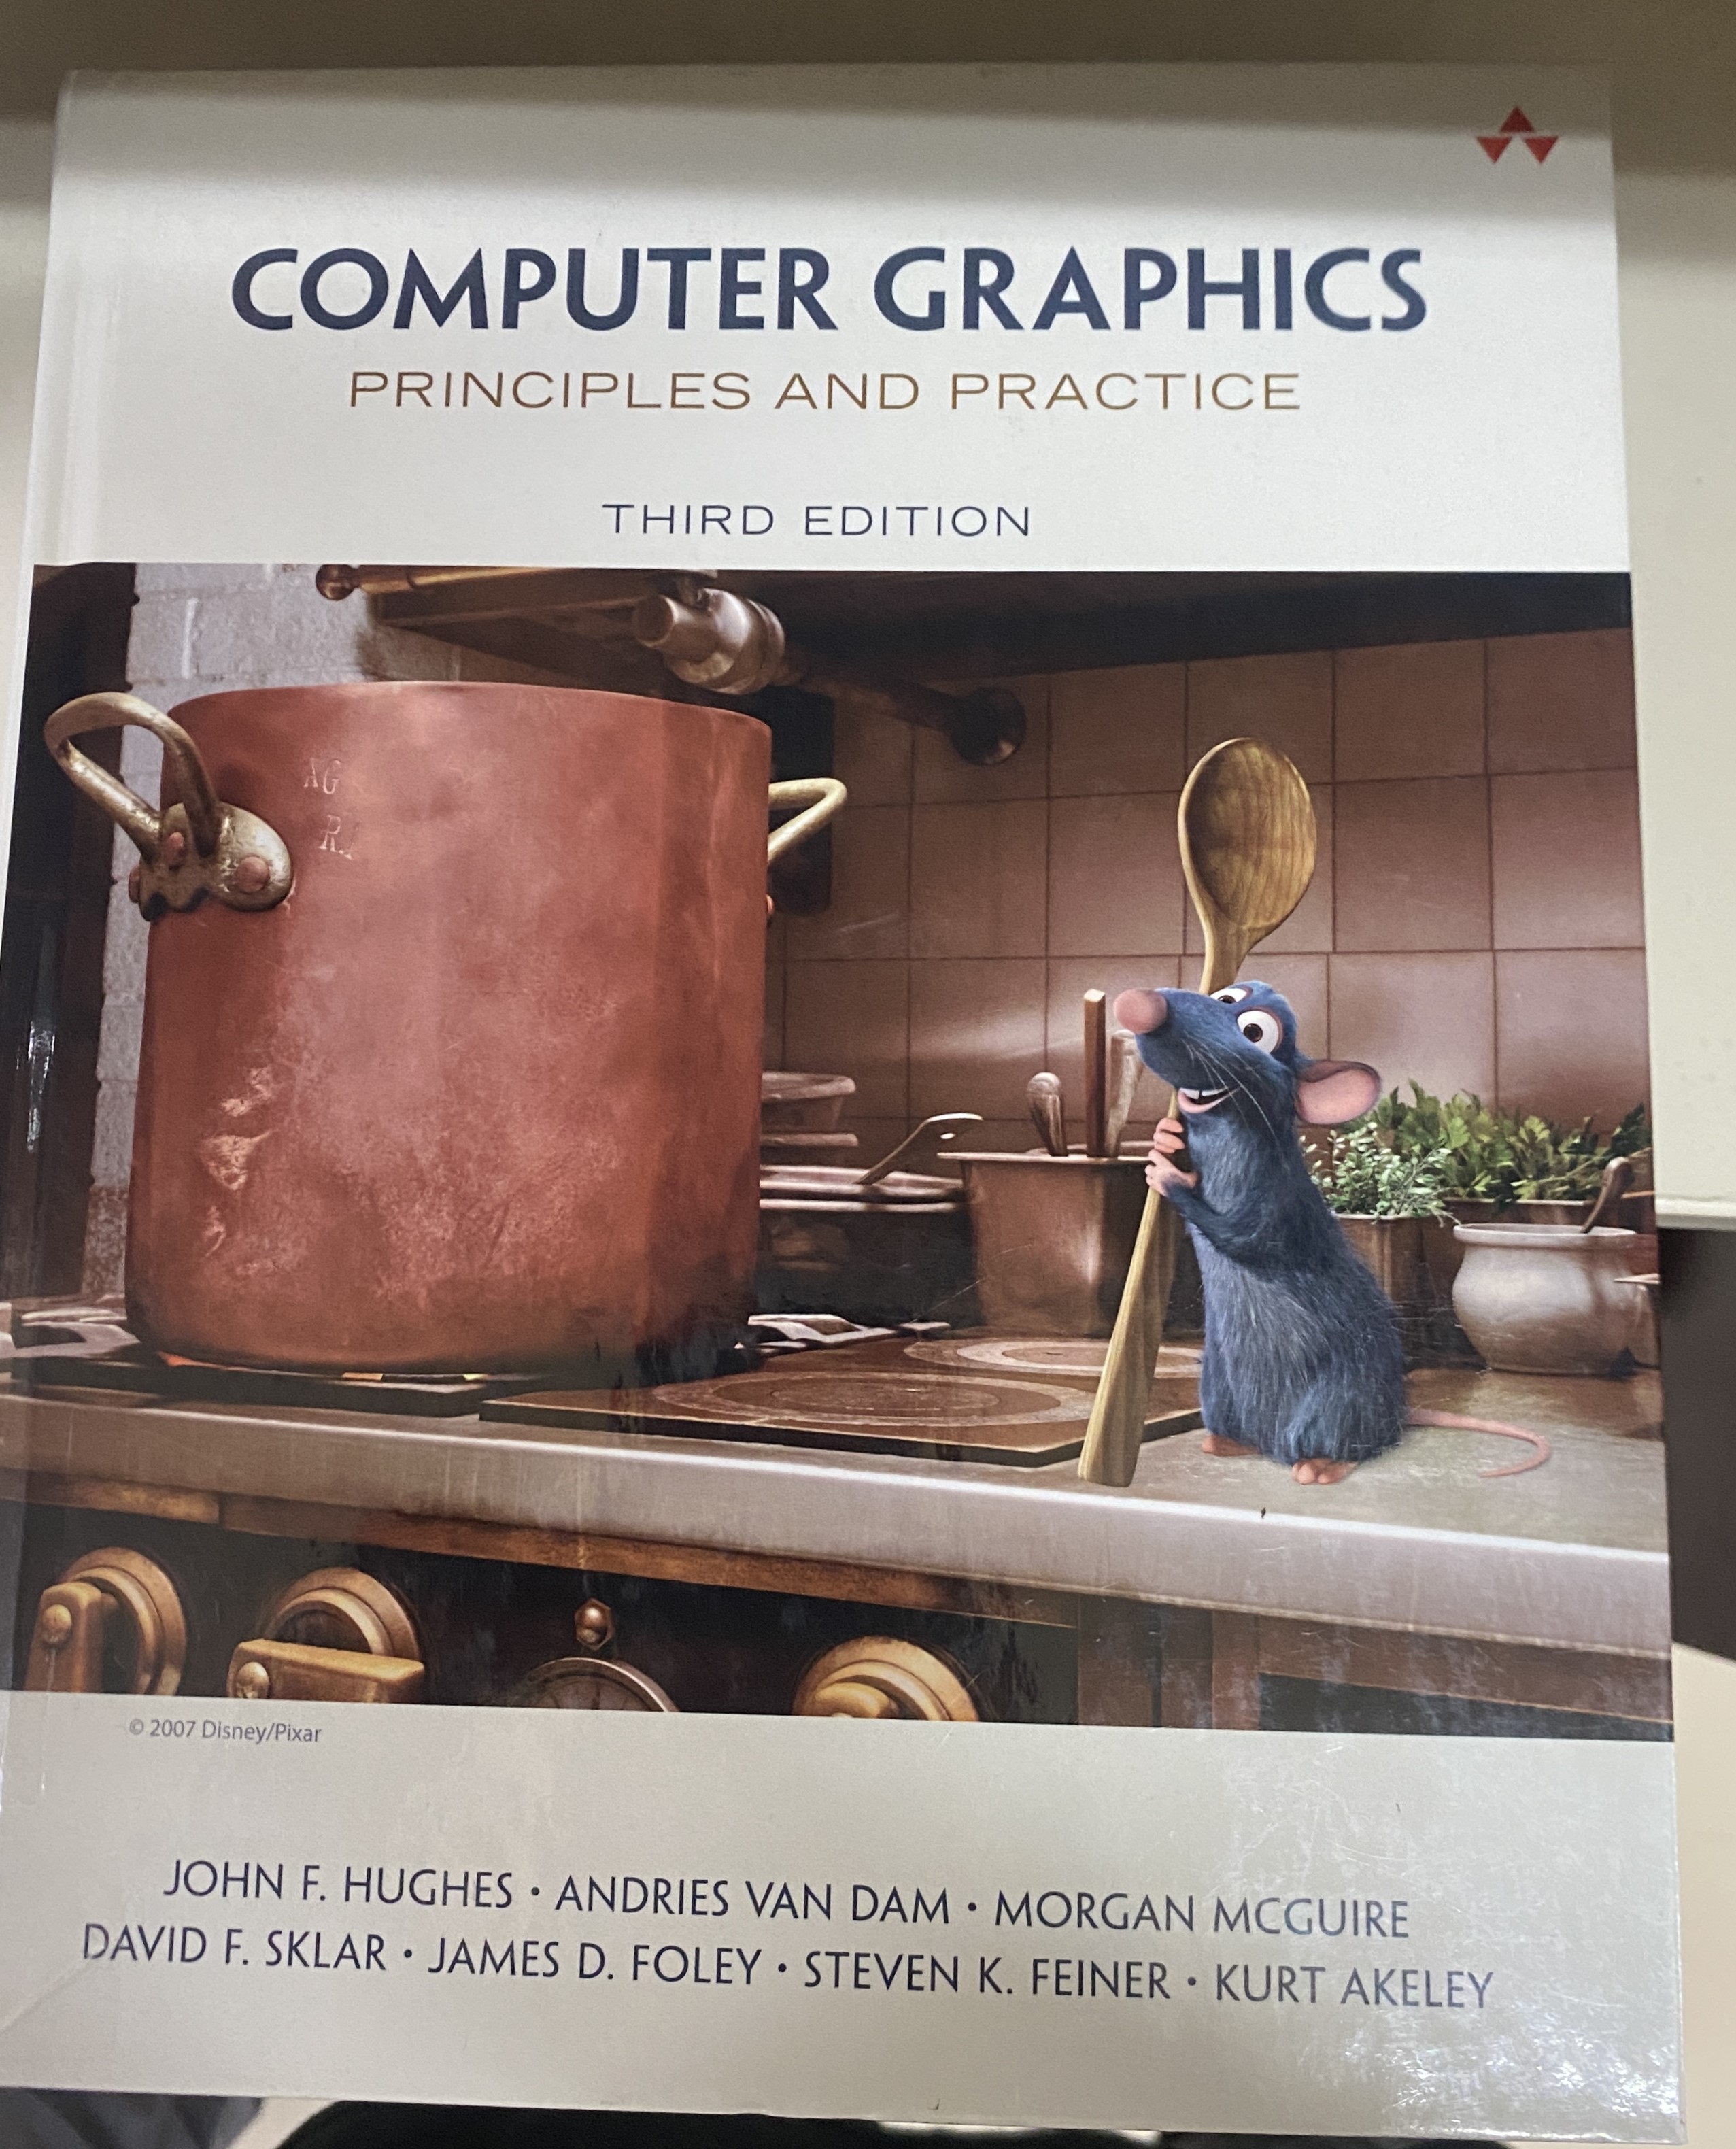 COMPUTER GRAPHICS
PRINCIPLES AND PRACTICE
THIRD EDITION
AG
© 2007 Disney/Pixar
JOHN F. HUGHES • ANDRIES VAN DAM • MORGAN MCGUIRE
DAVID F. SKLAR • JAMES D. FOLEY • STEVEN K. FEINER • KURT AKELEY